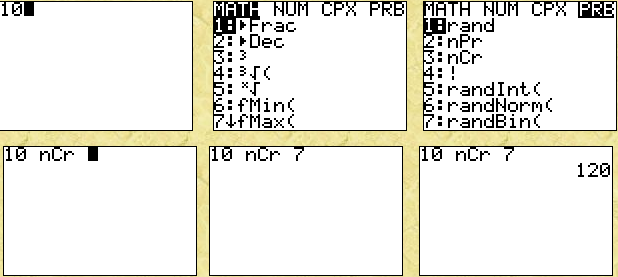 10
MATH NUM CPX PRB
1:▶Frac
2:▶Dec
3:³
4:³√(
5:ˣ√
6:fMin(
7↓fMax(
MATH NUM CPX PRB
1:rand
2:nPr
3:nCr
4:!
5:randInt(
6:randNorm(
7:randBin(
10 nCr
10 nCr 7
10 nCr 7
120